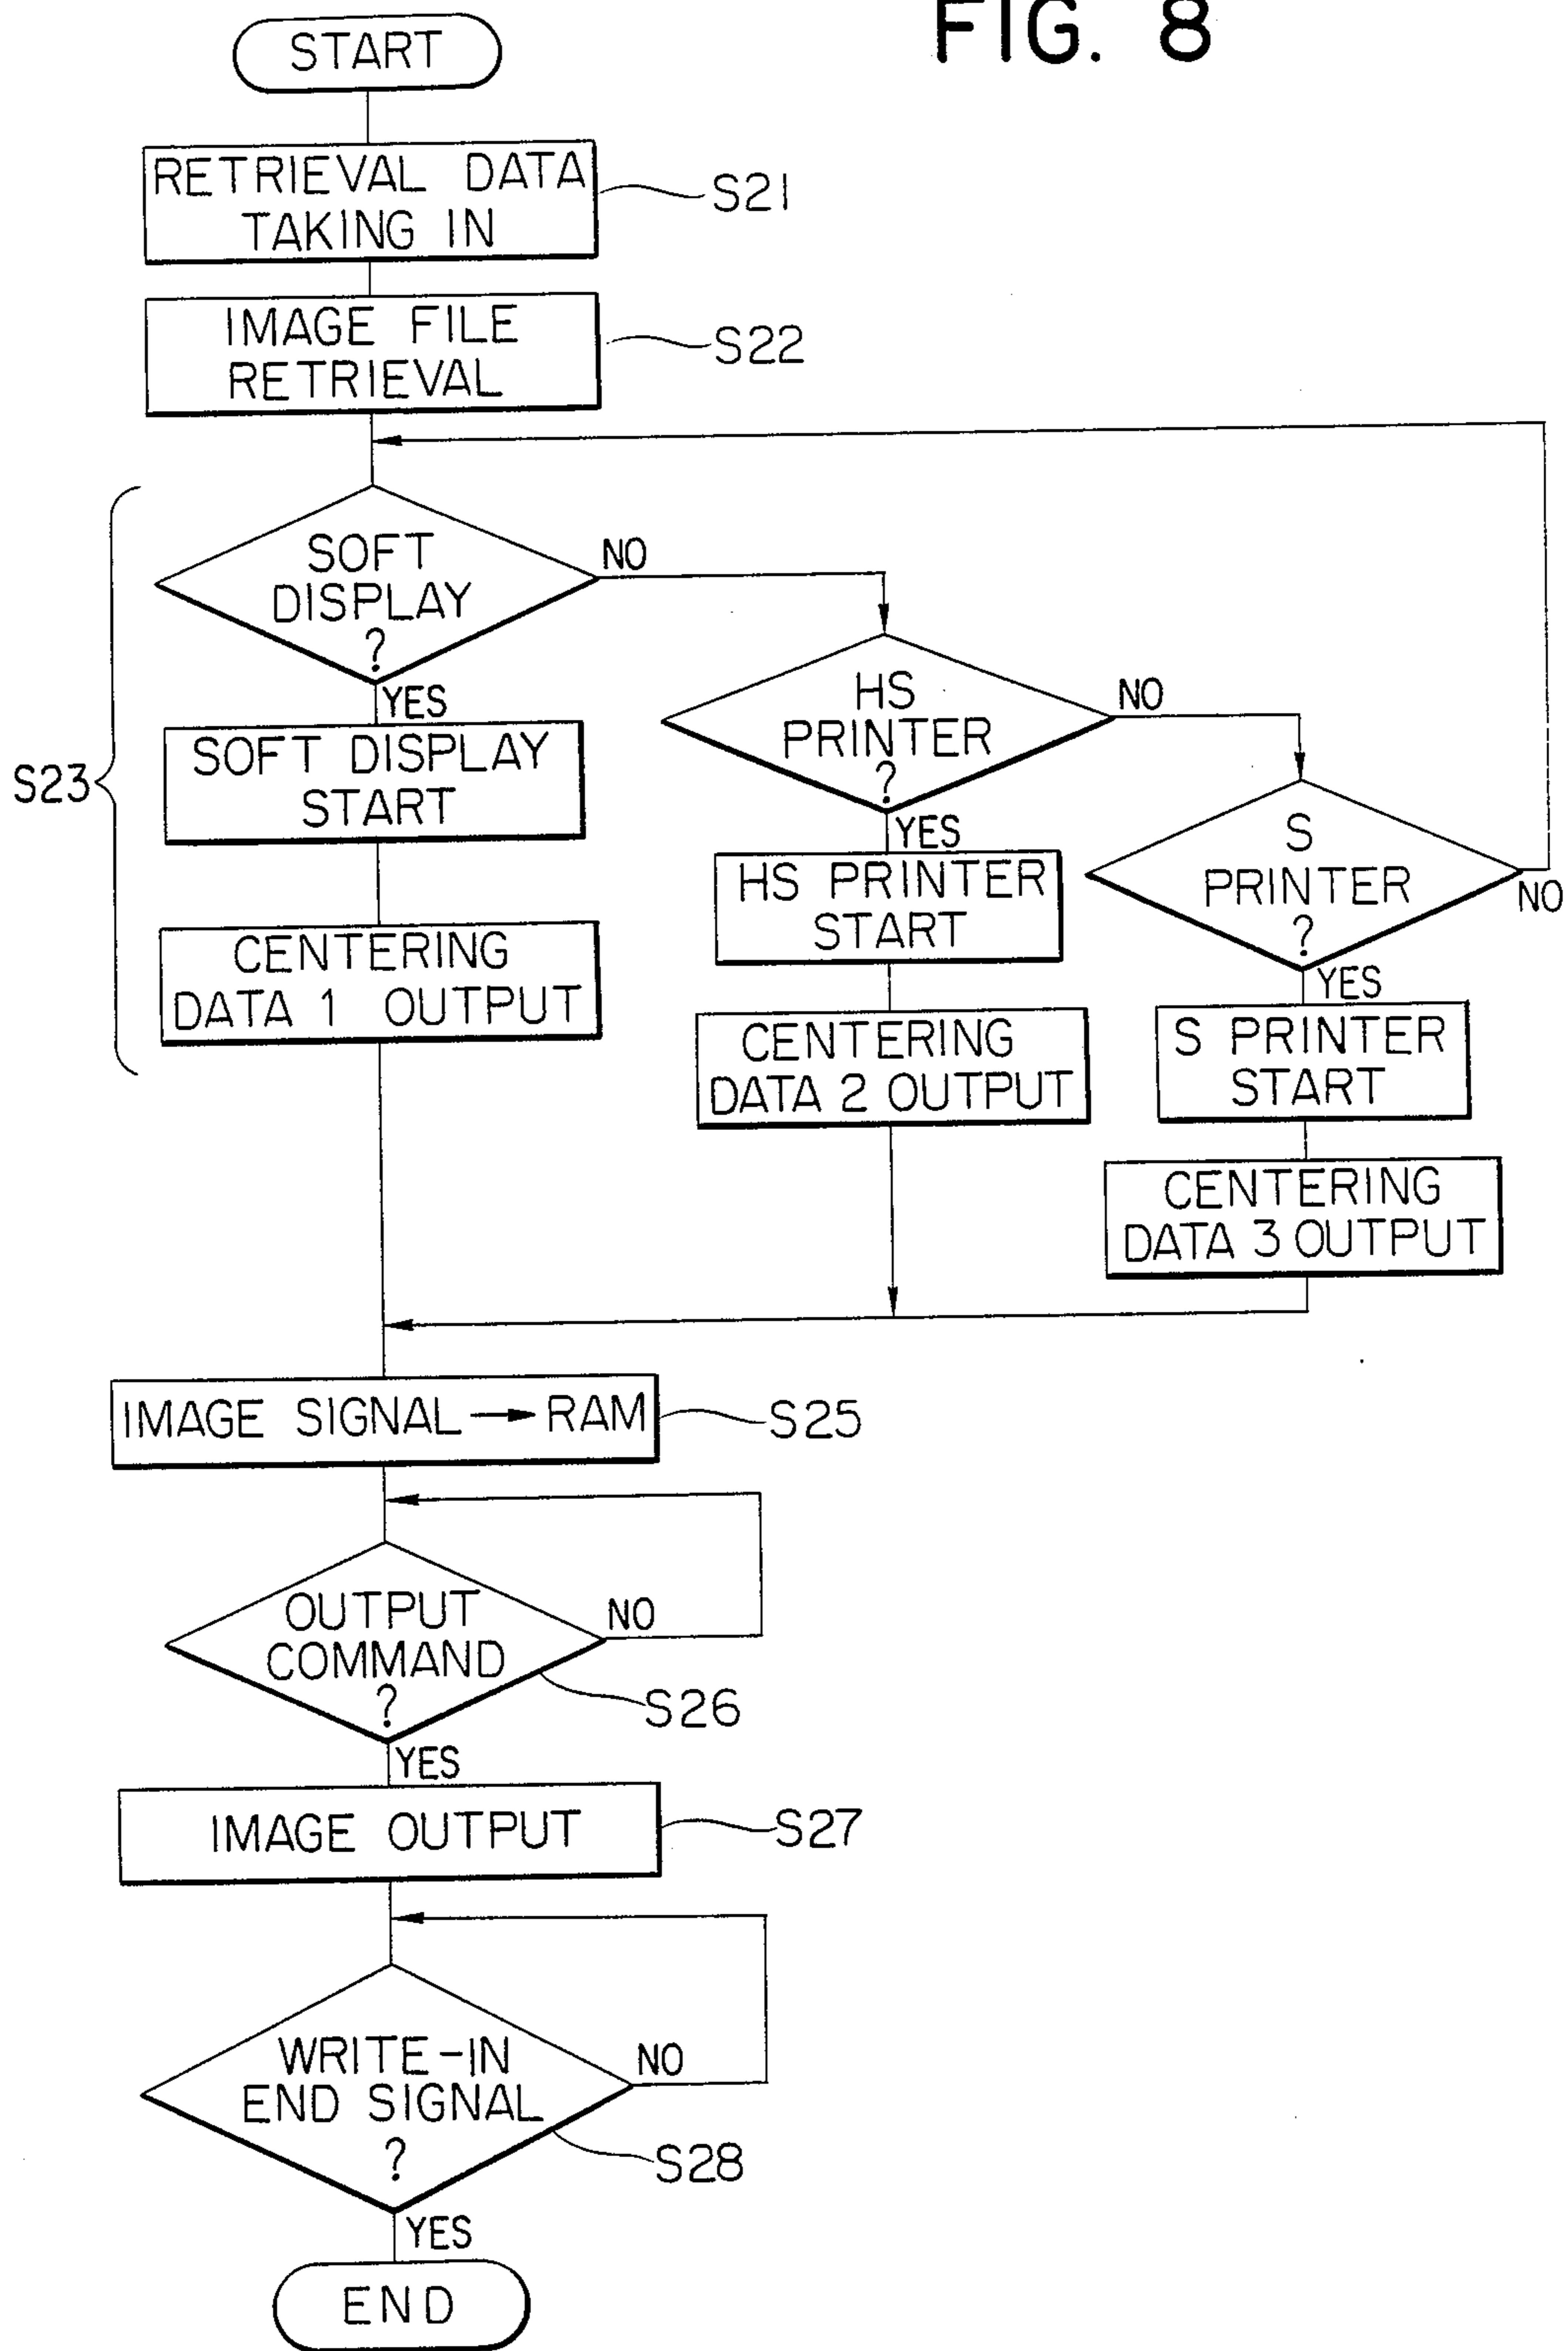 FIG. 8
START
RETRIEVAL DATA
TAKING IN
S21
IMAGE FILE
RETRIEVAL
S22
SOFT
DISPLAY
?
NO
YES
S23
SOFT DISPLAY
START
CENTERING
DATA 1 OUTPUT
HS
PRINTER
?
NO
YES
HS PRINTER
START
CENTERING
DATA 2 OUTPUT
S
PRINTER
?
NO
YES
S PRINTER
START
CENTERING
DATA 3 OUTPUT
IMAGE SIGNAL → RAM
S25
OUTPUT
COMMAND
?
NO
S26
YES
IMAGE OUTPUT
S27
WRITE-IN
END SIGNAL
?
NO
S28
YES
END